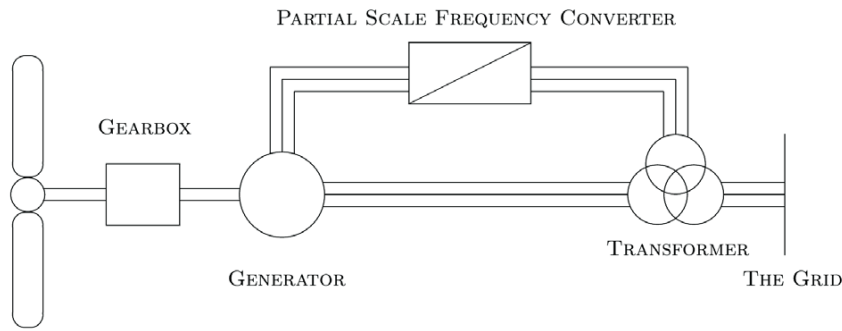 Partial Scale Frequency Converter
Gearbox
Transformer
Generator
The Grid